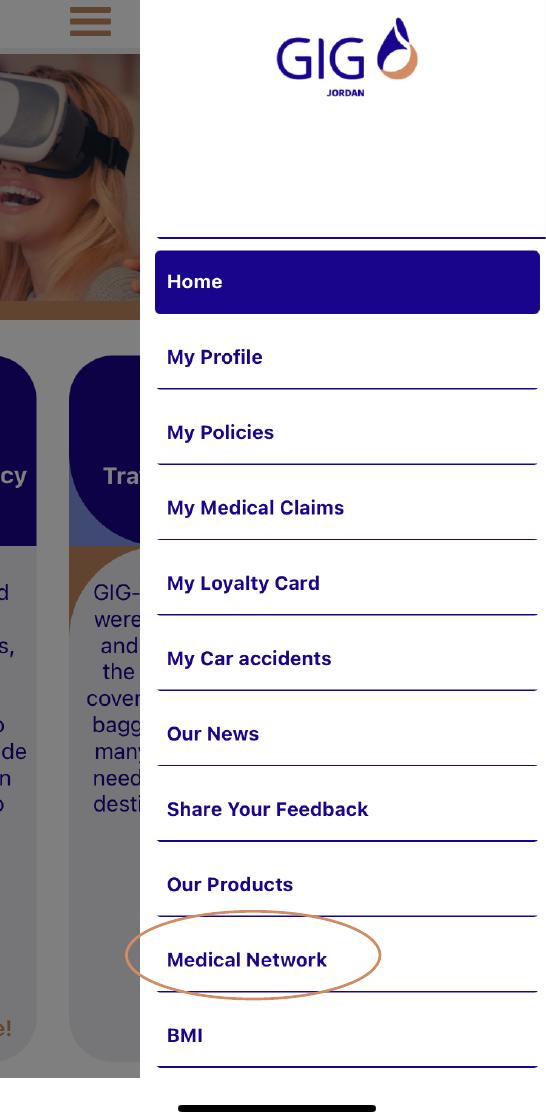 GIG
JORDAN
Home
My Profile
My Policies
My Medical Claims
My Loyalty Card
My Car accidents
Our News
Share Your Feedback
Our Products
Medical Network
BMI
cy
Tra
d
s,
o
de
n
o
e!
GIG-
were
and
the
cover
bagg
many
need
desti